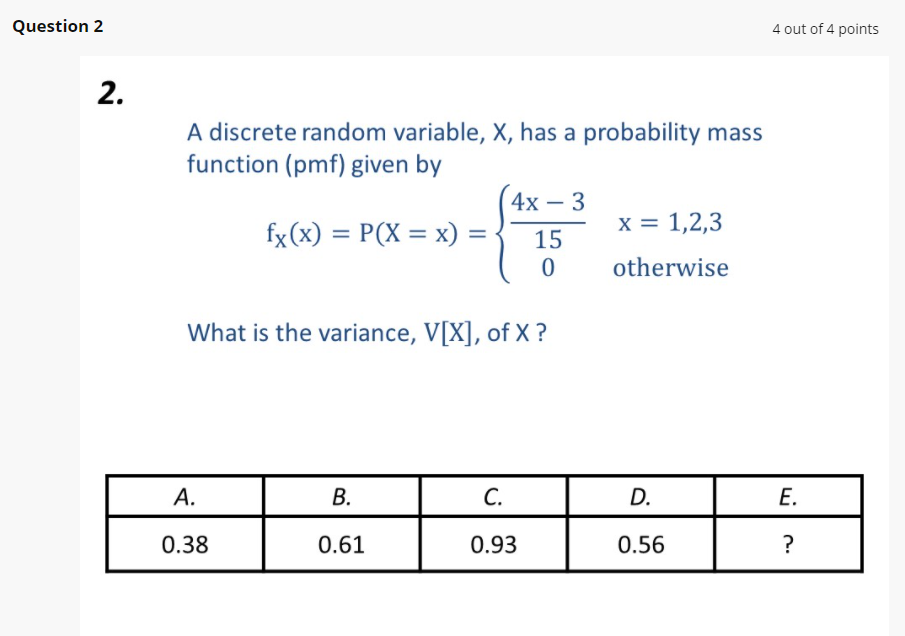 Question 2
4 out of 4 points
2.
A discrete random variable, X, has a probability mass
function (pmf) given by
f_X(x) = P(X = x) = { (4x − 3)/15   x = 1,2,3
0   otherwise
What is the variance, V[X], of X ?
A. B. C. D. E.
0.38 0.61 0.93 0.56 ?